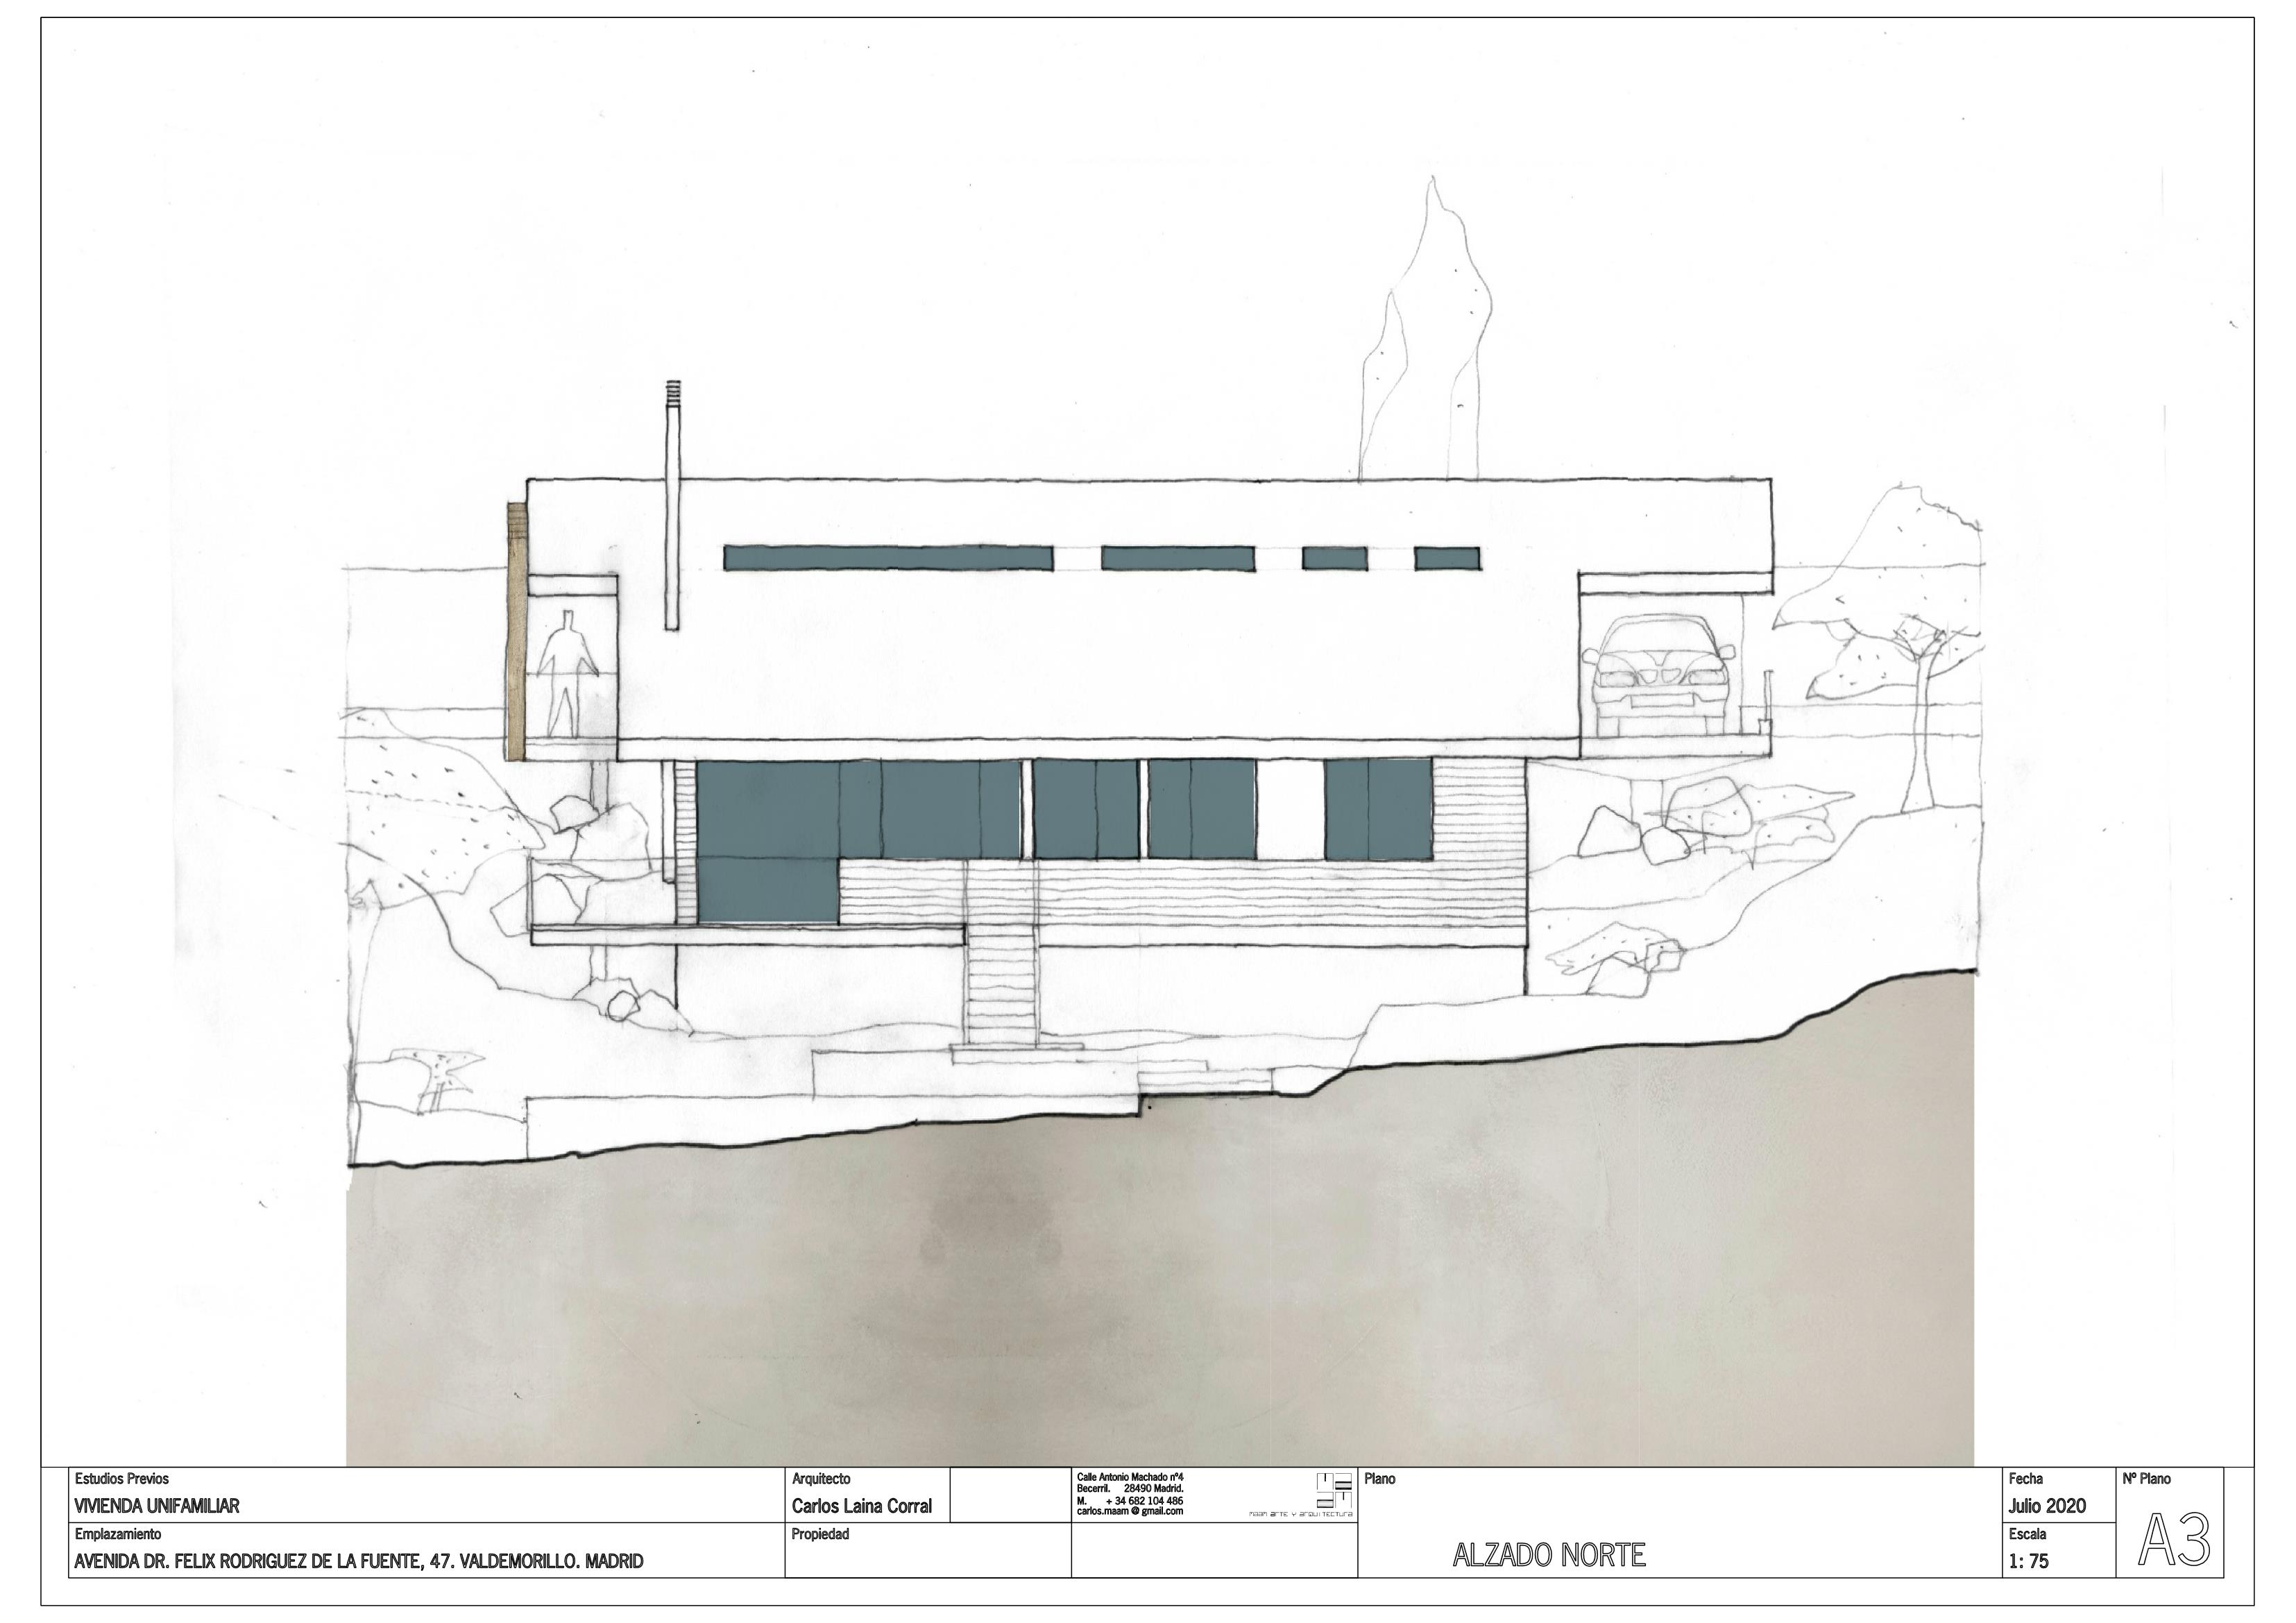 Estudios Previos
VIVIENDA UNIFAMILIAR
Emplazamiento
AVENIDA DR. FELIX RODRIGUEZ DE LA FUENTE, 47. VALDEMORILLO. MADRID
Arquitecto
Carlos Laina Corral
Propiedad
Calle Antonio Machado nº4
Becerril. 28490 Madrid.
M. + 34 682 104 486
carlos.maam @ gmail.com
maam arte y arquitectura
Plano
ALZADO NORTE
Fecha
Julio 2020
Escala
1: 75
Nº Plano
A3